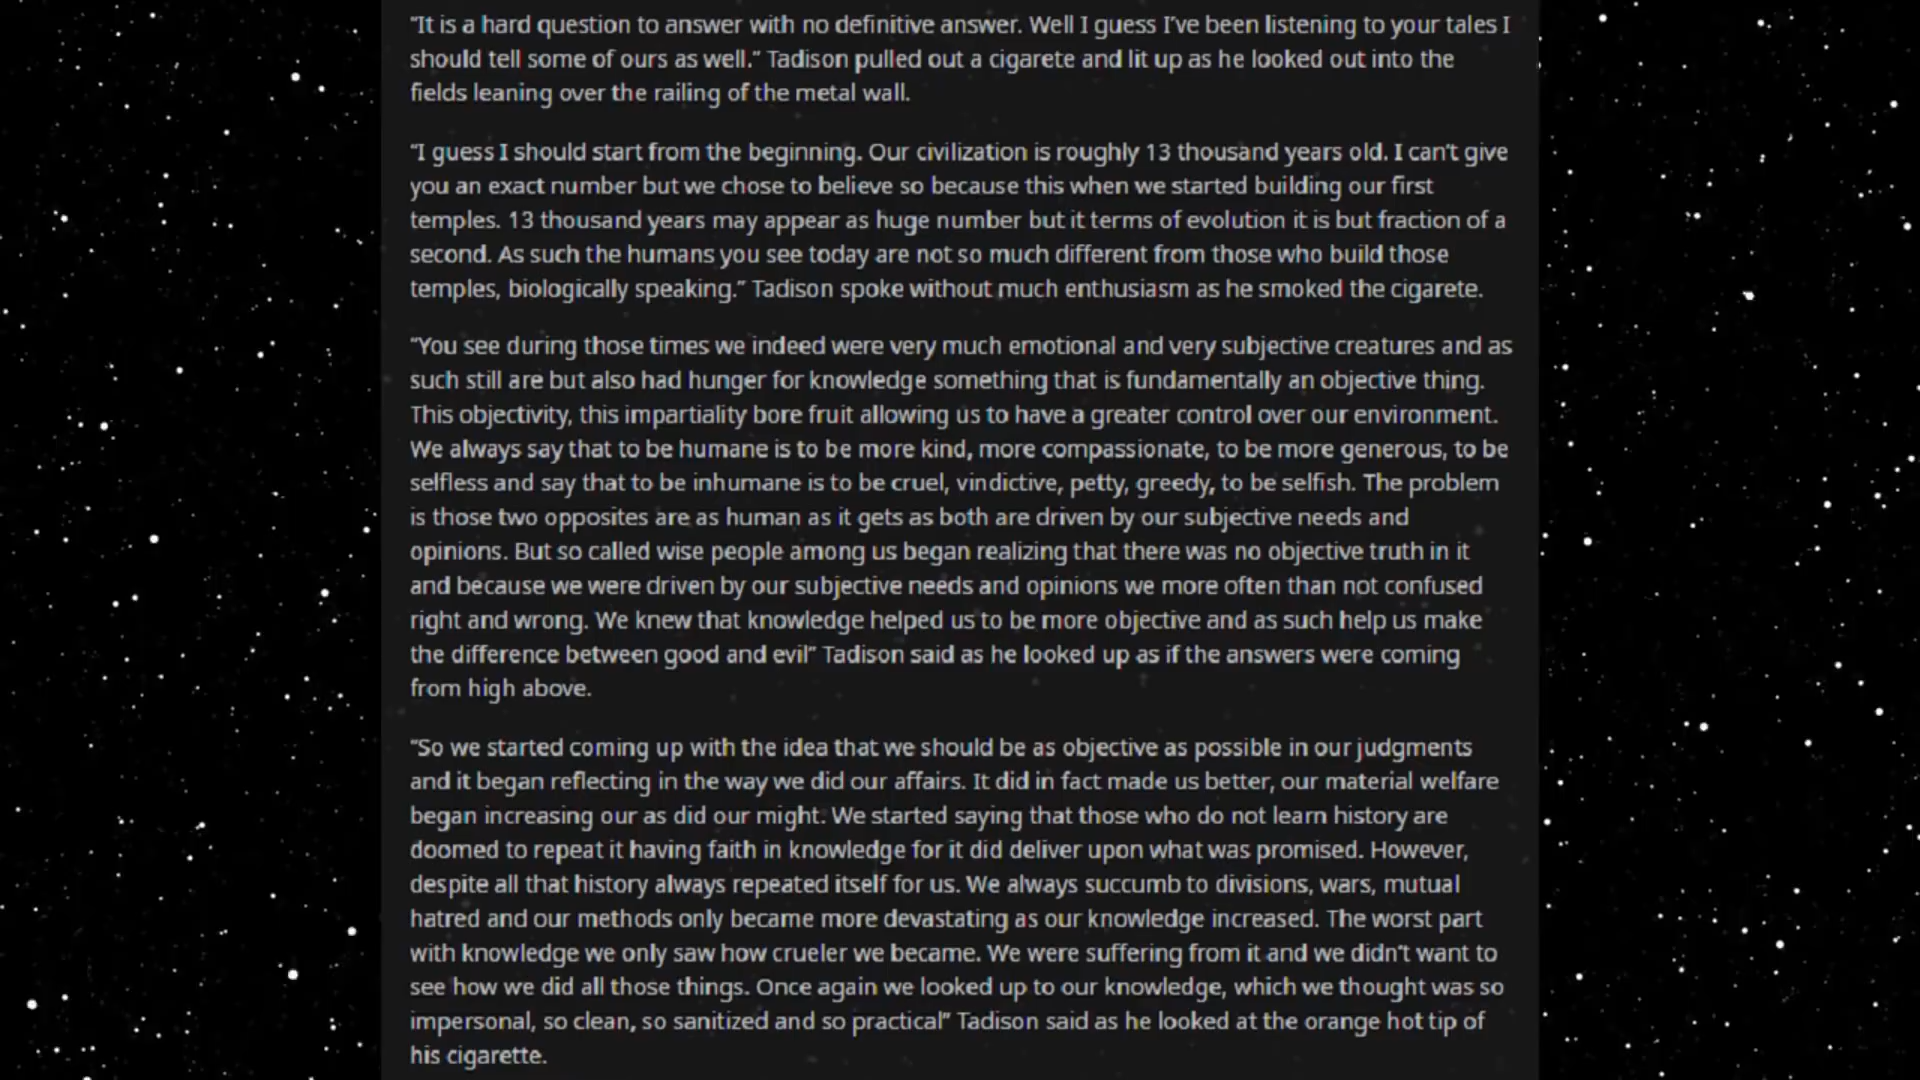 “It is a hard question to answer with no definitive answer. Well I guess I’ve been listening to your tales I
should tell some of ours as well.” Tadison pulled out a cigarete and lit up as he looked out into the
fields leaning over the railing of the metal wall.
“I guess I should start from the beginning. Our civilization is roughly 13 thousand years old. I can’t give
you an exact number but we chose to believe so because this when we started building our first
temples. 13 thousand years may appear as huge number but it terms of evolution it is but fraction of a
second. As such the humans you see today are not so much different from those who build those
temples, biologically speaking.” Tadison spoke without much enthusiasm as he smoked the cigarete.
“You see during those times we indeed were very much emotional and very subjective creatures and as
such still are but also had hunger for knowledge something that is fundamentally an objective thing.
This objectivity, this impartiality bore fruit allowing us to have a greater control over our environment.
We always say that to be humane is to be more kind, more compassionate, to be more generous, to be
selfless and say that to be inhumane is to be cruel, vindictive, petty, greedy, to be selfish. The problem
is those two opposites are as human as it gets as both are driven by our subjective needs and
opinions. But so called wise people among us began realizing that there was no objective truth in it
and because we were driven by our subjective needs and opinions we more often than not confused
right and wrong. We knew that knowledge helped us to be more objective and as such help us make
the difference between good and evil” Tadison said as he looked up as if the answers were coming
from high above.
“So we started coming up with the idea that we should be as objective as possible in our judgments
and it began reflecting in the way we did our affairs. It did in fact made us better, our material welfare
began increasing our as did our might. We started saying that those who do not learn history are
doomed to repeat it having faith in knowledge for it did deliver upon what was promised. However,
despite all that history always repeated itself for us. We always succumb to divisions, wars, mutual
hatred and our methods only became more devastating as our knowledge increased. The worst part
with knowledge we only saw how crueler we became. We were suffering from it and we didn’t want to
see how we did all those things. Once again we looked up to our knowledge, which we thought was so
impersonal, so clean, so sanitized and so practical” Tadison said as he looked at the orange hot tip of
his cigarette.